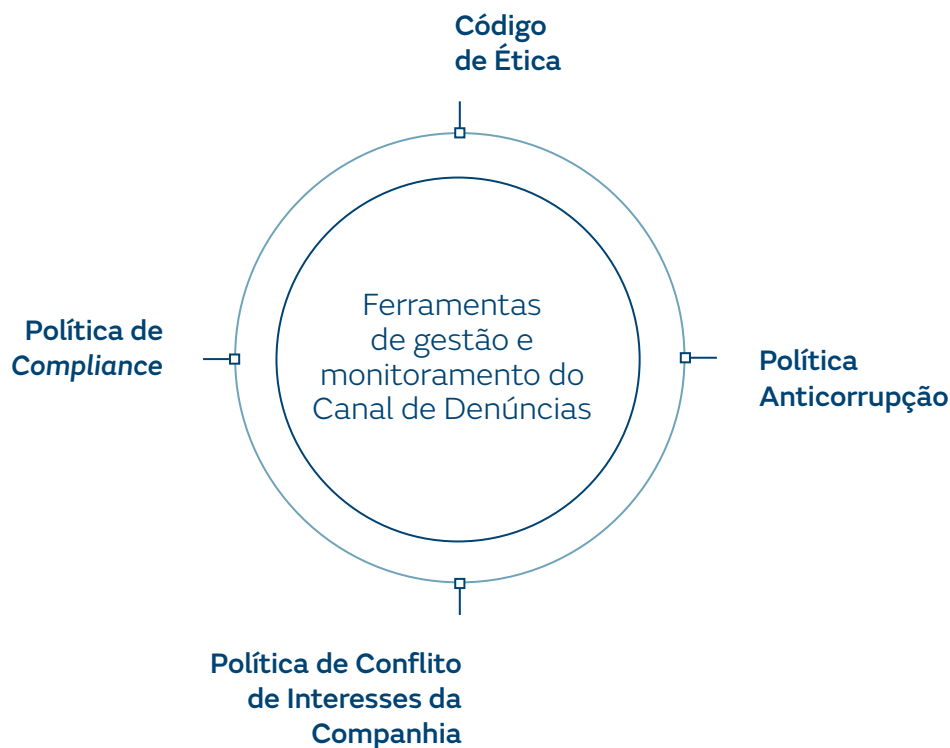 Código
de Ética
Ferramentas
de gestão e
monitoramento do
Canal de Denúncias
Política de
Compliance
Política
Anticorrupção
Política de Conflito
de Interesses da
Companhia